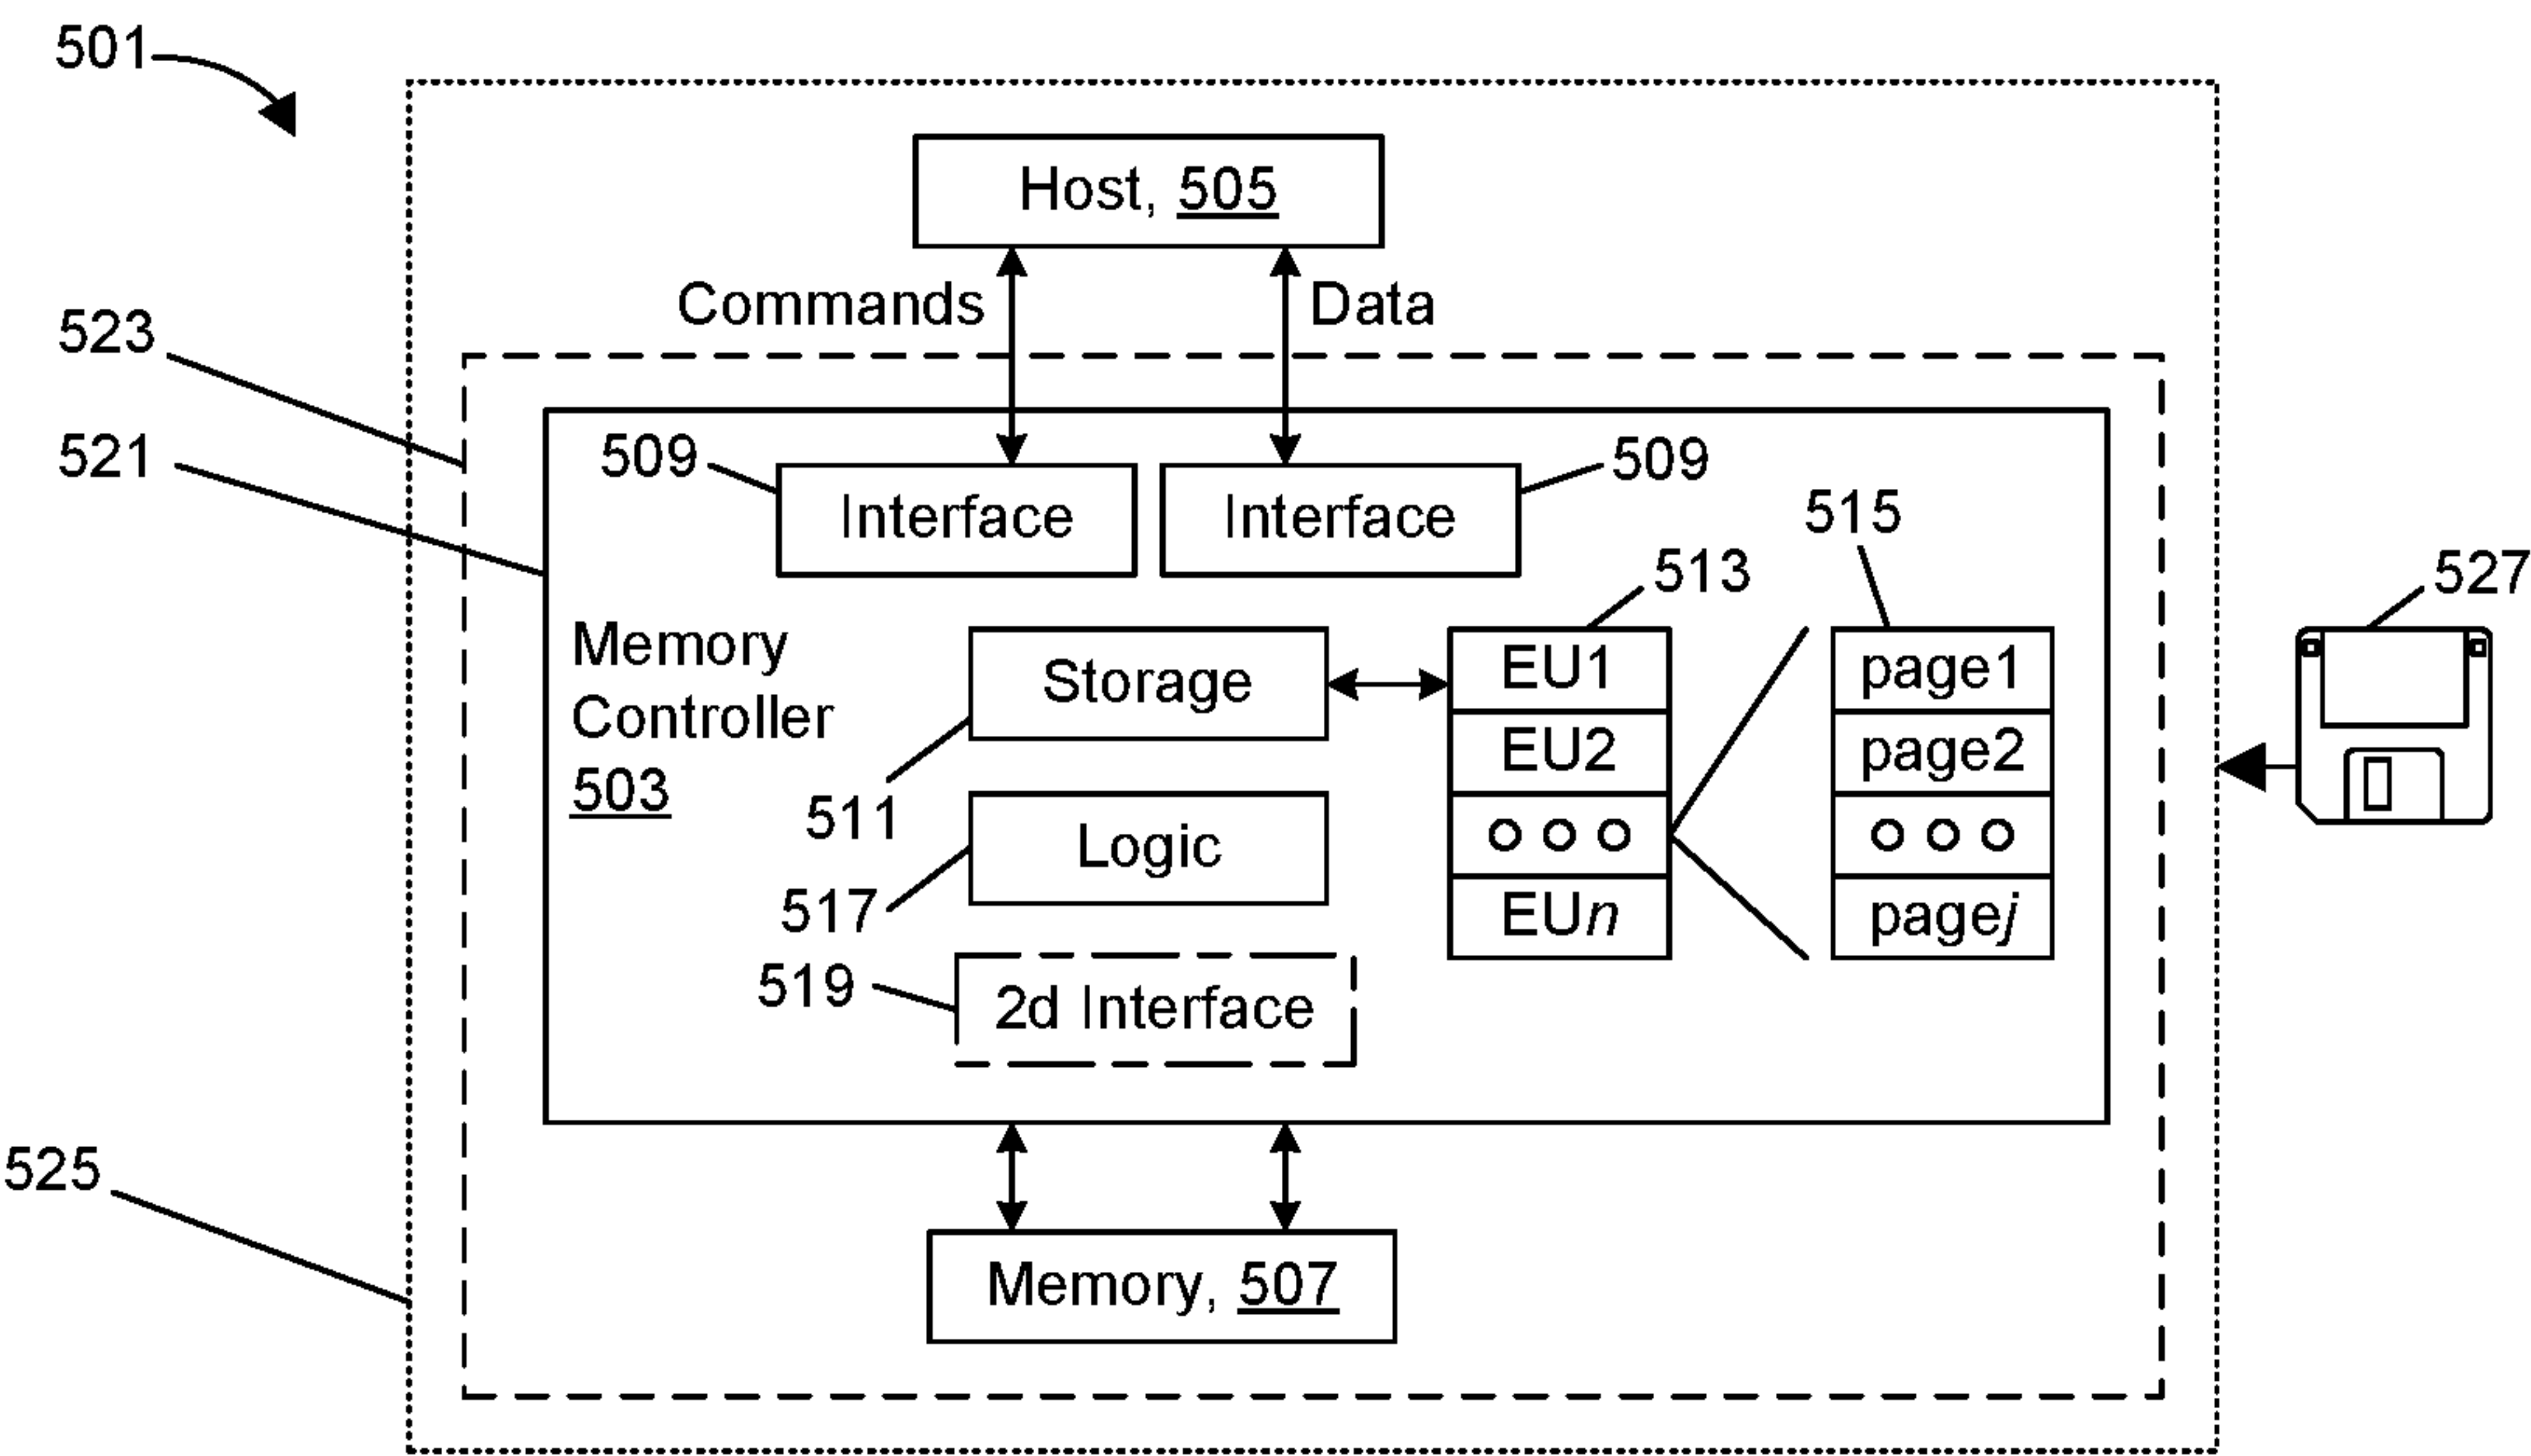 501
Host, 505
Commands
Data
523
521
509
Interface
Interface
509
515
513
527
Memory
Controller
503
Storage
511
Logic
517
519
2d Interface
EU1
EU2
EUn
page1
page2
pagej
525
Memory, 507